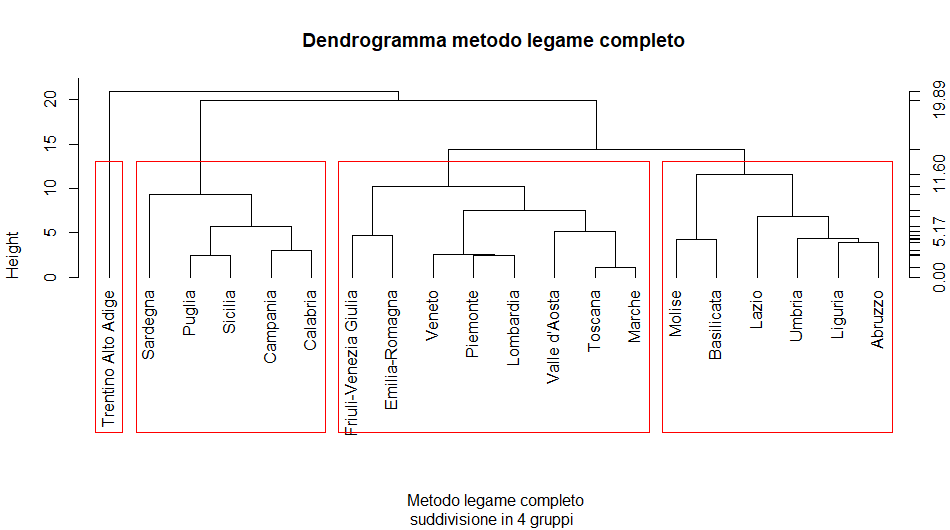 Dendrogramma metodo legame completo
Height
20
15
10
5
0
19.89
11.60
5.17
0.00
Trentino Alto Adige
Sardegna
Puglia
Sicilia
Campania
Calabria
Friuli-Venezia Giulia
Emilia-Romagna
Veneto
Piemonte
Lombardia
Valle d'Aosta
Toscana
Marche
Molise
Basilicata
Lazio
Umbria
Liguria
Abruzzo
Metodo legame completo
suddivisione in 4 gruppi